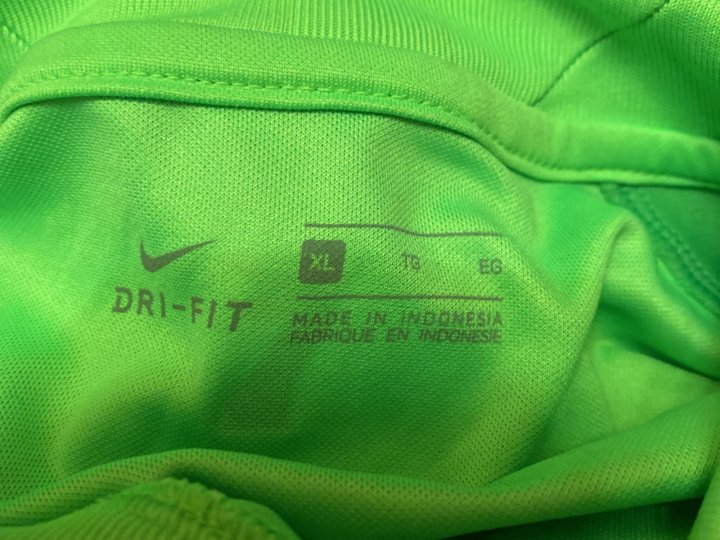 DRI-FIT
XL TG EG
MADE IN INDONESIA
FABRIQUE EN INDONESIE